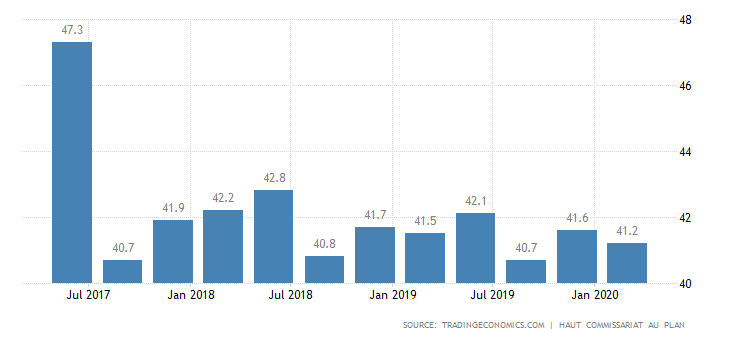 47.3
40.7
41.9
42.2
42.8
40.8
41.7
41.5
42.1
40.7
41.6
41.2
48
46
44
42
40
Jul 2017
Jan 2018
Jul 2018
Jan 2019
Jul 2019
Jan 2020
SOURCE: TRADINGECONOMICS.COM | HAUT COMMISSARIAT AU PLAN